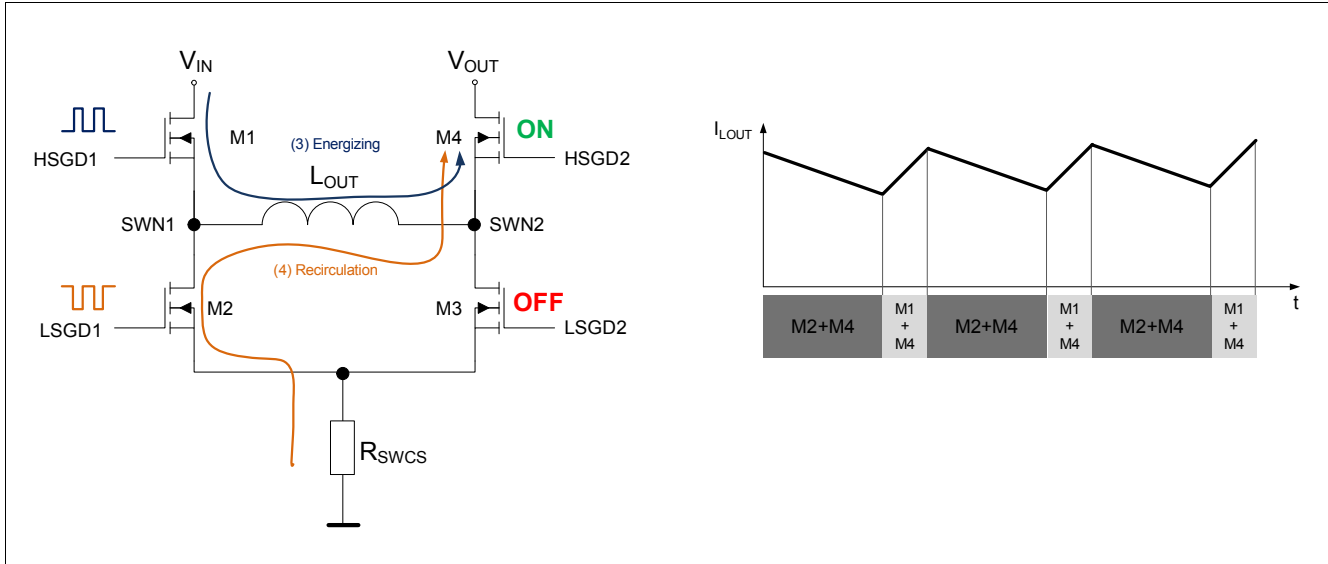 VIN
VOUT
HSGD1
M1
(3) Energizing
M4
ON
HSGD2
LOUT
SWN1
SWN2
(4) Recirculation
LSGD1
M2
M3
OFF
LSGD2
RSWCS
ILOUT
t
M2+M4
M1
+
M4
M2+M4
M1
+
M4
M2+M4
M1
+
M4